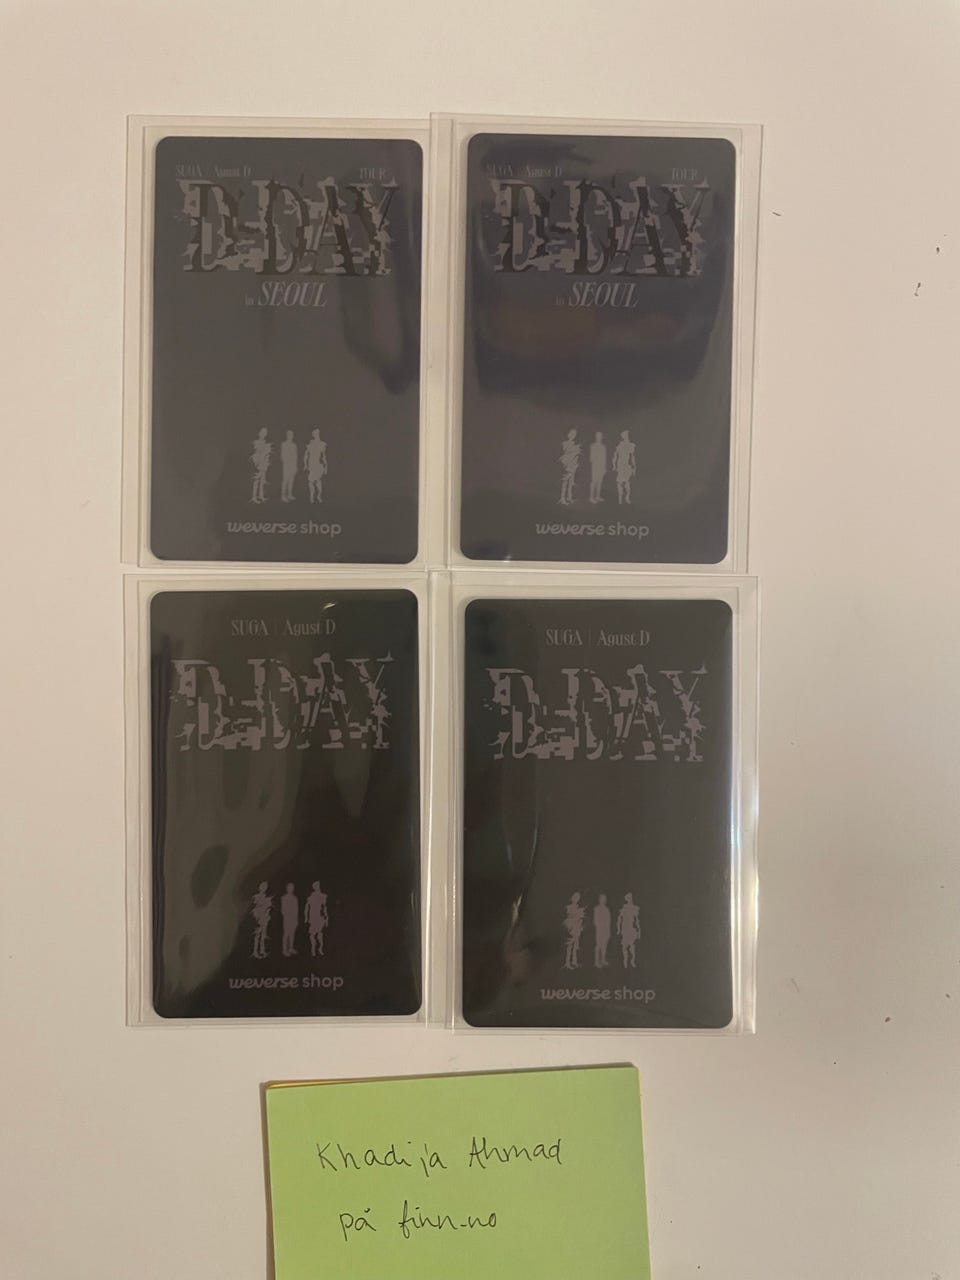 SUGA | Agust D TOUR
D-DAY
in SEOUL
weverse shop
SUGA | Agust D TOUR
D-DAY
in SEOUL
weverse shop
SUGA | Agust D
D-DAY
weverse shop
SUGA | Agust D
D-DAY
weverse shop
Khadija Ahmad
på finn.no